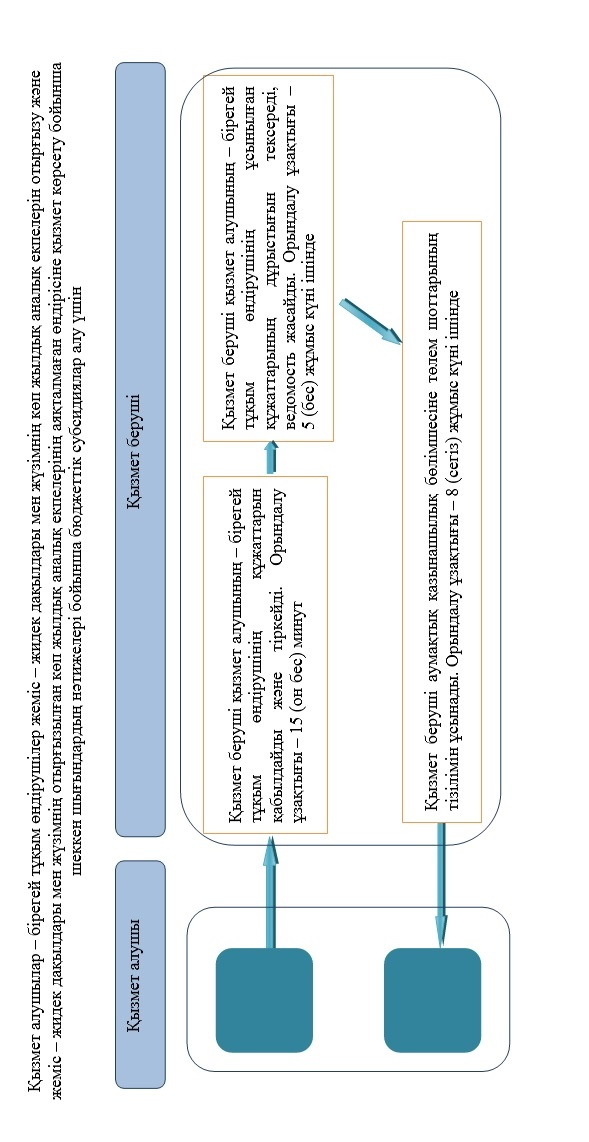 Қызмет алушылар – бірегей тұқым өндірушілер жеміс – жидек дақылдары мен жүзімнің көп жылдық аналық екпелерін отырғызу және
жеміс – жидек дақылдары мен жүзімнің отырғызылған көп жылдық аналық екпелерінің аяқталмаған өндірісіне қызмет көрсету бойынша
шеккен шығындардың нәтижелері бойынша бюджеттік субсидиялар алу үшін
Қызмет алушы
Қызмет беруші
Қызмет беруші қызмет алушының – бірегей
тұқым өндірушінің құжаттарын
қабылдайды және тіркейді. Орындалу
ұзақтығы – 15 (он бес) минут
Қызмет беруші қызмет алушының – бірегей
тұқым өндірушінің ұсынылған
құжаттарының дұрыстығын тексереді,
ведомость жасайды. Орындалу ұзақтығы –
5 (бес) жұмыс күні ішінде
Қызмет беруші аумақтық қазынашылық бөлімшесіне төлем шоттарының
тізілімін ұсынады. Орындалу ұзақтығы – 8 (сегіз) жұмыс күні ішінде